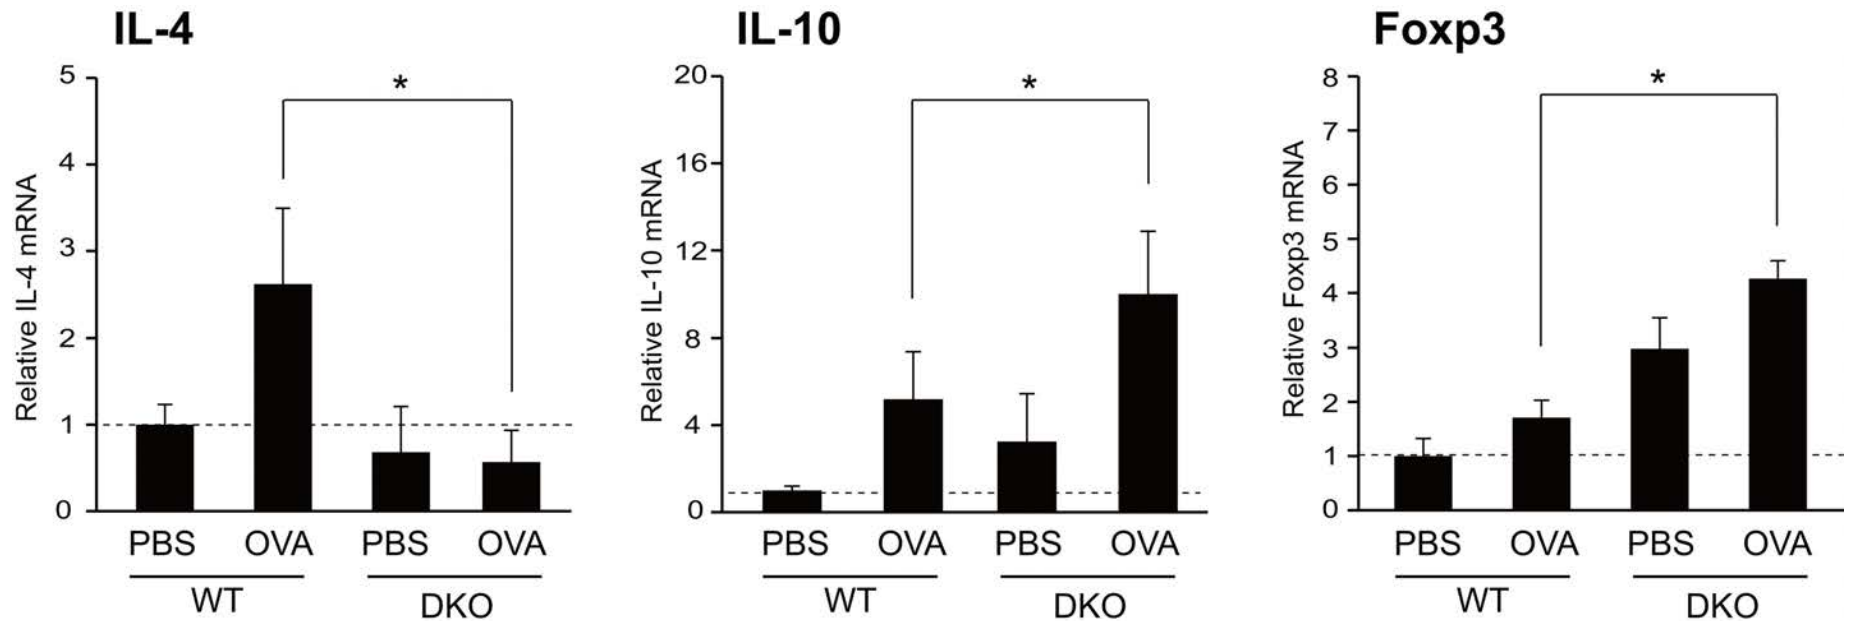 IL-4
*
5
4
3
2
1
0
Relative IL-4 mRNA
PBS OVA PBS OVA
WT DKO
IL-10
*
20
16
12
8
4
0
Relative IL-10 mRNA
PBS OVA PBS OVA
WT DKO
Foxp3
*
8
7
6
5
4
3
2
1
0
Relative Foxp3 mRNA
PBS OVA PBS OVA
WT DKO